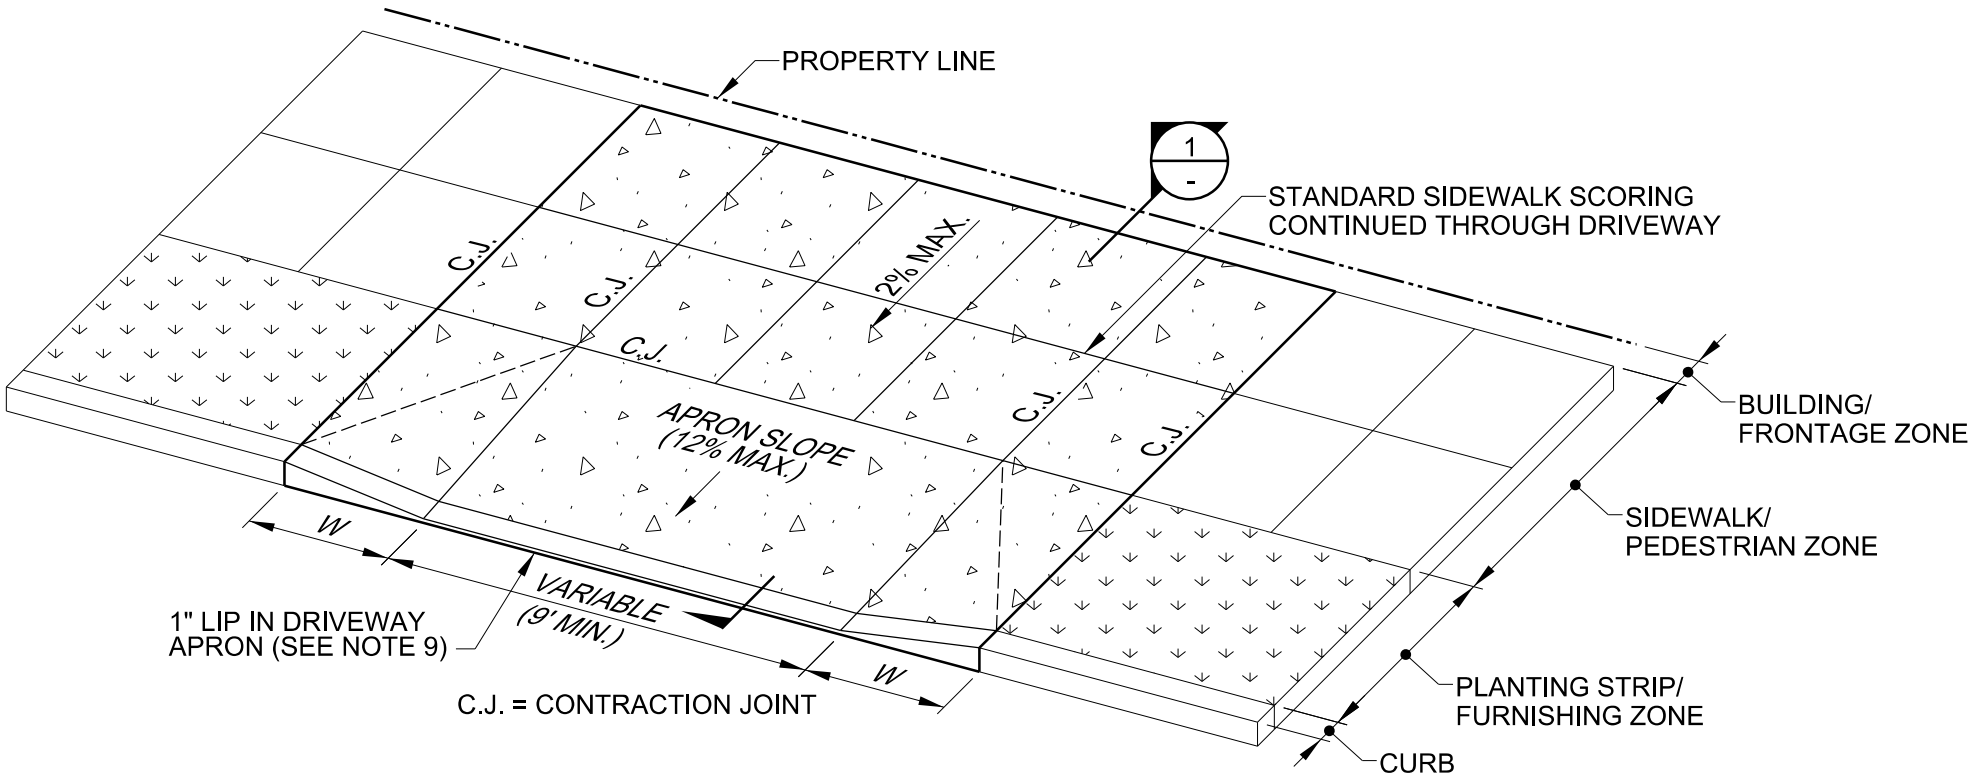 PROPERTY LINE
1
-
STANDARD SIDEWALK SCORING
CONTINUED THROUGH DRIVEWAY
C.J.
C.J.
2% MAX.
C.J.
C.J.
C.J.
APRON SLOPE
(12% MAX.)
BUILDING/
FRONTAGE ZONE
SIDEWALK/
PEDESTRIAN ZONE
W
VARIABLE
(9' MIN.)
W
1" LIP IN DRIVEWAY
APRON (SEE NOTE 9)
C.J. = CONTRACTION JOINT
PLANTING STRIP/
FURNISHING ZONE
CURB